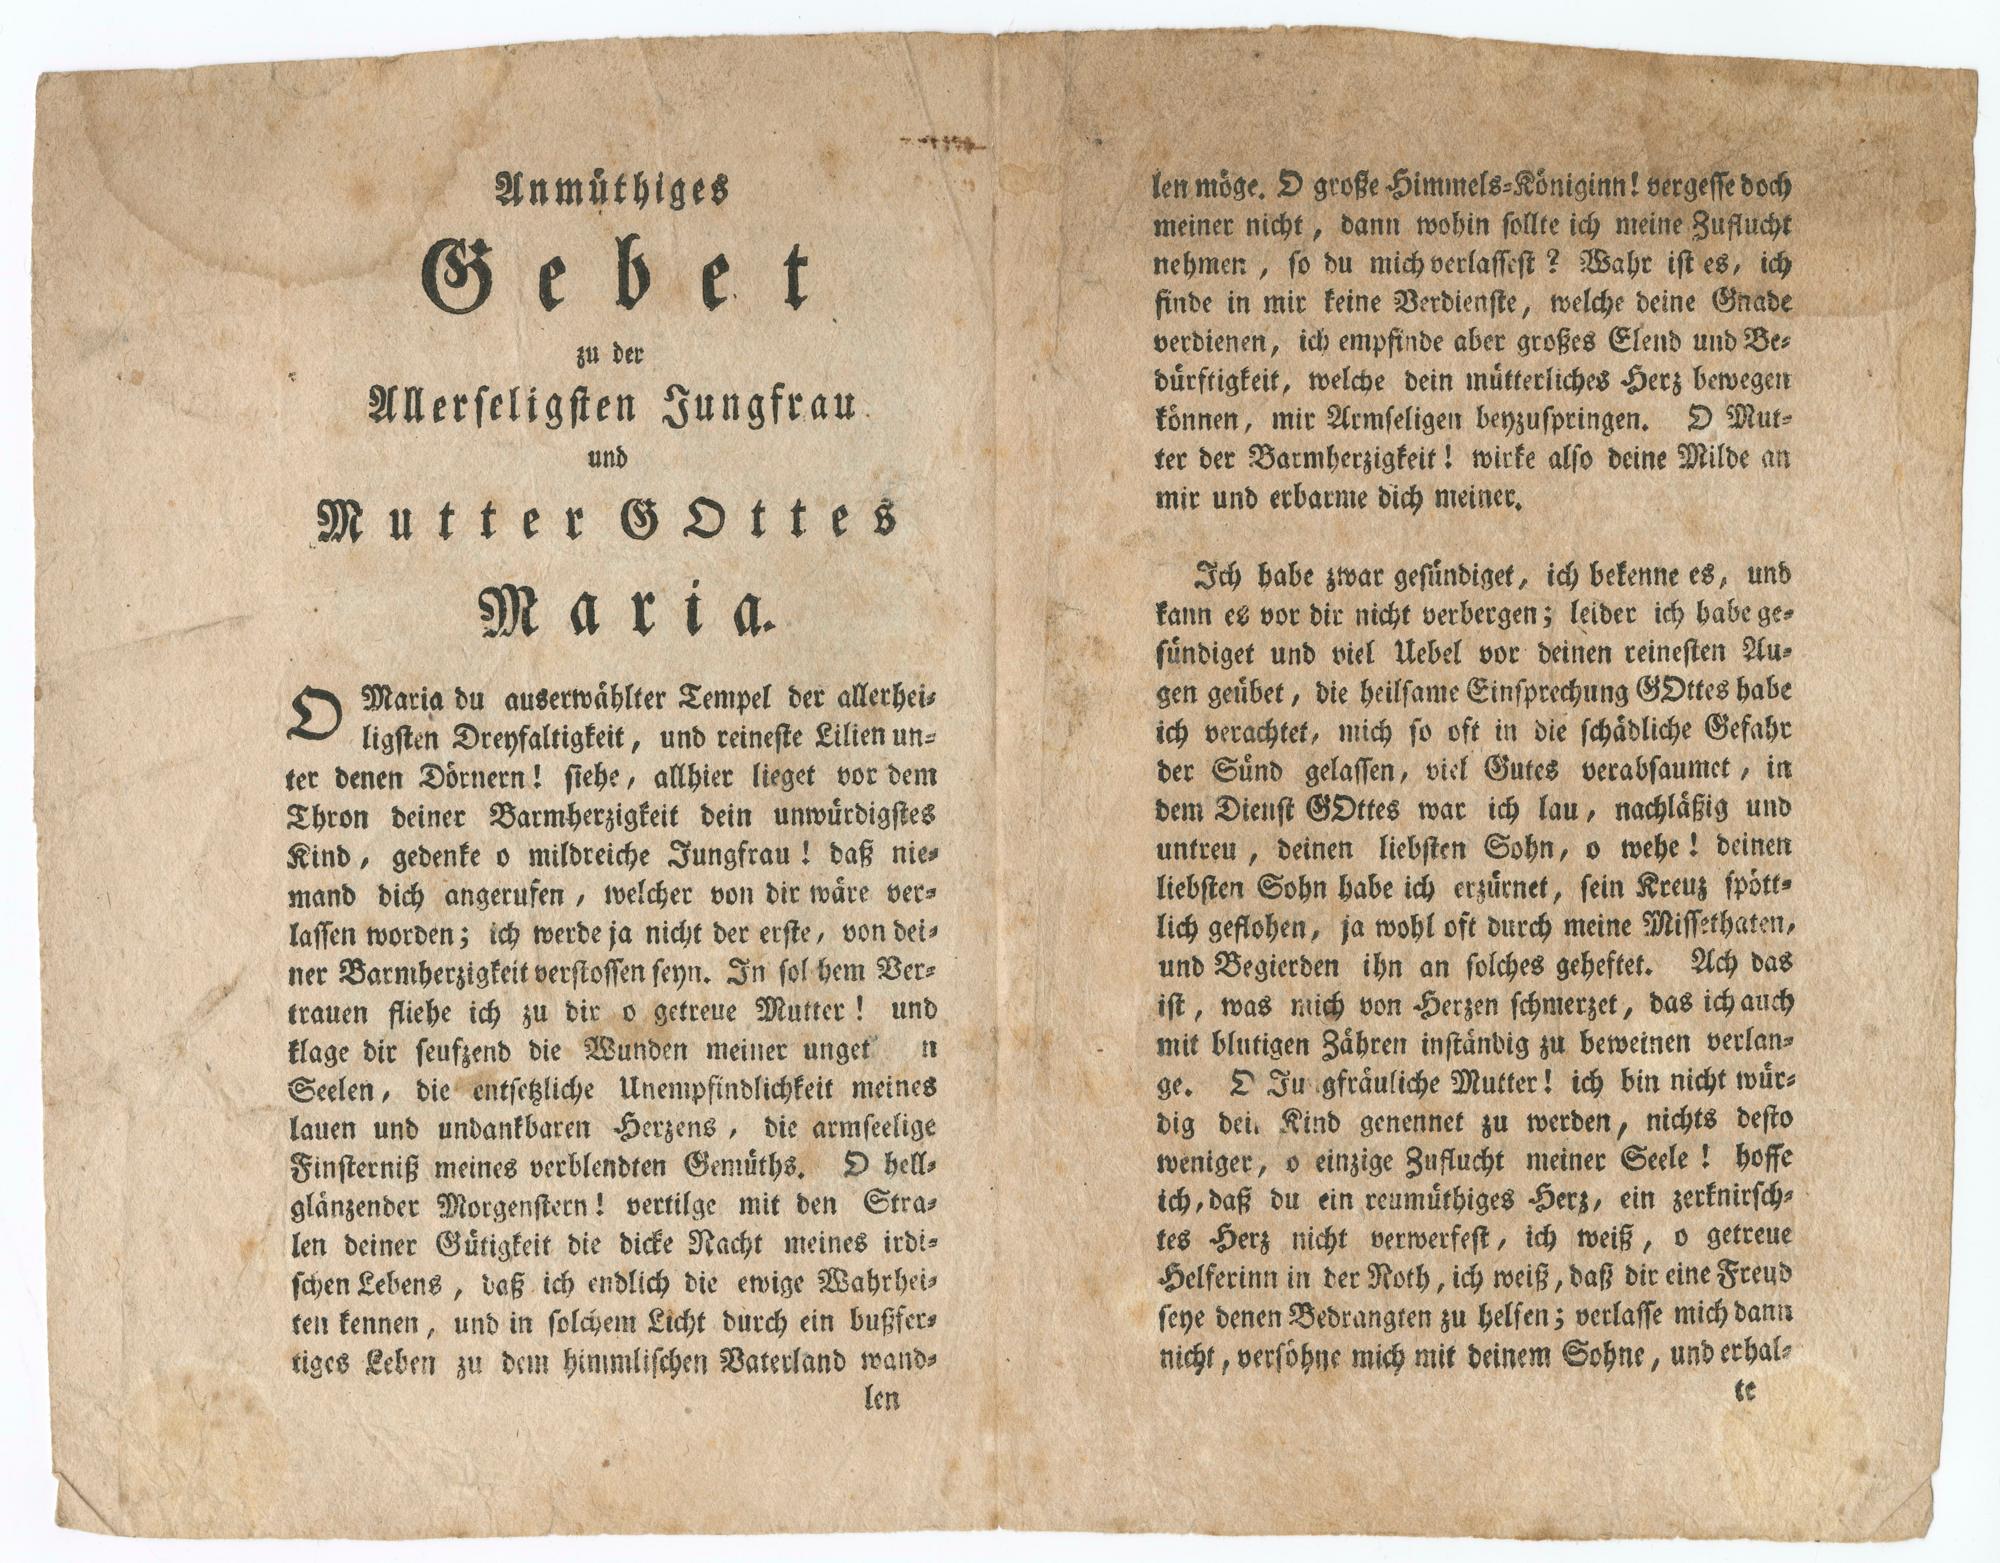 Anmüthiges
Gebet
zu der
Allerseligsten Jungfrau
und
Mutter GOttes
Maria.
O Maria du auserwählter Tempel der allerhei-
ligsten Dreyfaltigkeit, und reineste Lilien un-
ter denen Dörnern! siehe, allhier lieget vor dem
Thron deiner Barmherzigkeit dein unwürdigstes
Kind, gedenke o mildreiche Jungfrau! daß nie-
mand dich angerufen, welcher von dir wäre ver-
lassen worden; ich werde ja nicht der erste, von dei-
ner Barmherzigkeit verstossen seyn. In sol hem Ver-
trauen fliehe ich zu dir o getreue Mutter! und
klage dir seufzend die Wunden meiner unget n
Seelen, die entsetzliche Unempfindlichkeit meines
lauen und undankbaren Herzens, die armseelige
Finsterniß meines verblendten Gemüths. O hell-
glänzender Morgenstern! vertilge mit den Stra-
len deiner Gütigkeit die dicke Nacht meines irdi-
schen Lebens, daß ich endlich die ewige Wahrhei-
ten kennen, und in solchem Licht durch ein bußfer-
tiges Leben zu dem himmlischen Vaterland wand-
len
len möge. O große Himmels-Königinn! vergesse doch
meiner nicht, dann wohin sollte ich meine Zuflucht
nehmen, so du mich verlassest? Wahr ist es, ich
finde in mir keine Verdienste, welche deine Gnade
verdienen, ich empfinde aber großes Elend und Be-
dürftigkeit, welche dein mütterliches Herz bewegen
können, mir Armseligen beyzuspringen. O Mut-
ter der Barmherzigkeit! wirke also deine Milde an
mir und erbarme dich meiner.
Ich habe zwar gesündiget, ich bekenne es, und
kann es vor dir nicht verbergen; leider ich habe ge-
sündiget und viel Uebel vor deinen reinesten Au-
gen geübet, die heilsame Einsprechung GOttes habe
ich verachtet, mich so oft in die schädliche Gefahr
der Sünd gelassen, viel Gutes verabsaumet, in
dem Dienst GOttes war ich lau, nachläßig und
untreu, deinen liebsten Sohn, o wehe! deinen
liebsten Sohn habe ich erzürnet, sein Kreuz spött-
lich geflohen, ja wohl oft durch meine Missethaten,
und Begierden ihn an solches geheftet. Ach das
ist, was mich von Herzen schmerzet, das ich auch
mit blutigen Zähren inständig zu beweinen verlan-
ge. O Ju gfräuliche Mutter! ich bin nicht wür-
dig dei Kind genennet zu werden, nichts desto
weniger, o einzige Zuflucht meiner Seele! hoffe
ich, daß du ein reumüthiges Herz, ein zerknirsch-
tes Herz nicht verwerfest, ich weiß, o getreue
Helferinn in der Noth, ich weiß, daß dir eine Freud
seye denen Bedrangten zu helfen; verlasse mich dann
nicht, versöhne mich mit deinem Sohne, und erhal-
te